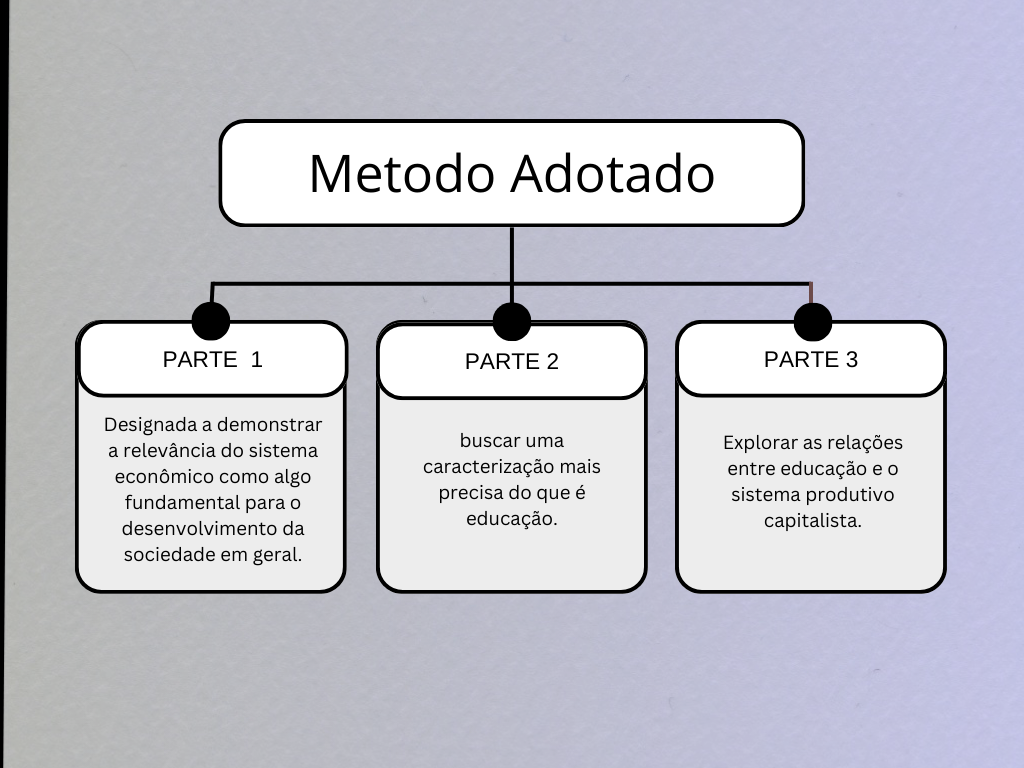 Metodo Adotado
PARTE  1
Designada a demonstrar
a relevância do sistema
econômico como algo
fundamental para o
desenvolvimento da
sociedade em geral.
PARTE 2
buscar uma
caracterização mais
precisa do que é
educação.
PARTE 3
Explorar as relações
entre educação e o
sistema produtivo
capitalista.